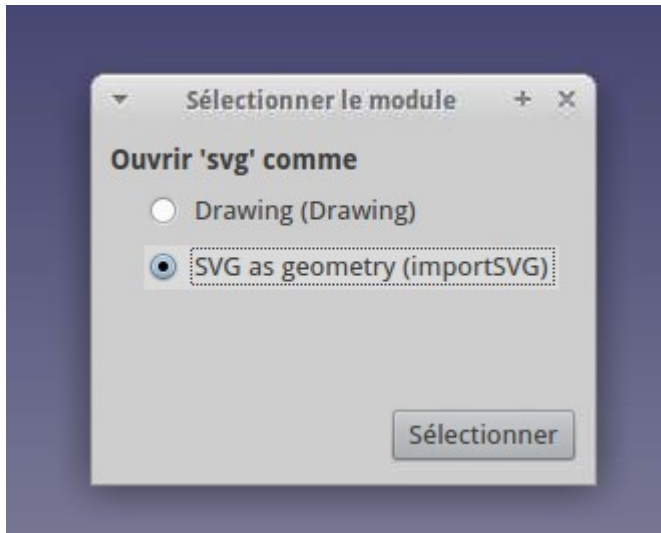 Sélectionner le module
Ouvrir 'svg' comme
Drawing (Drawing)
SVG as geometry (importSVG)
Sélectionner